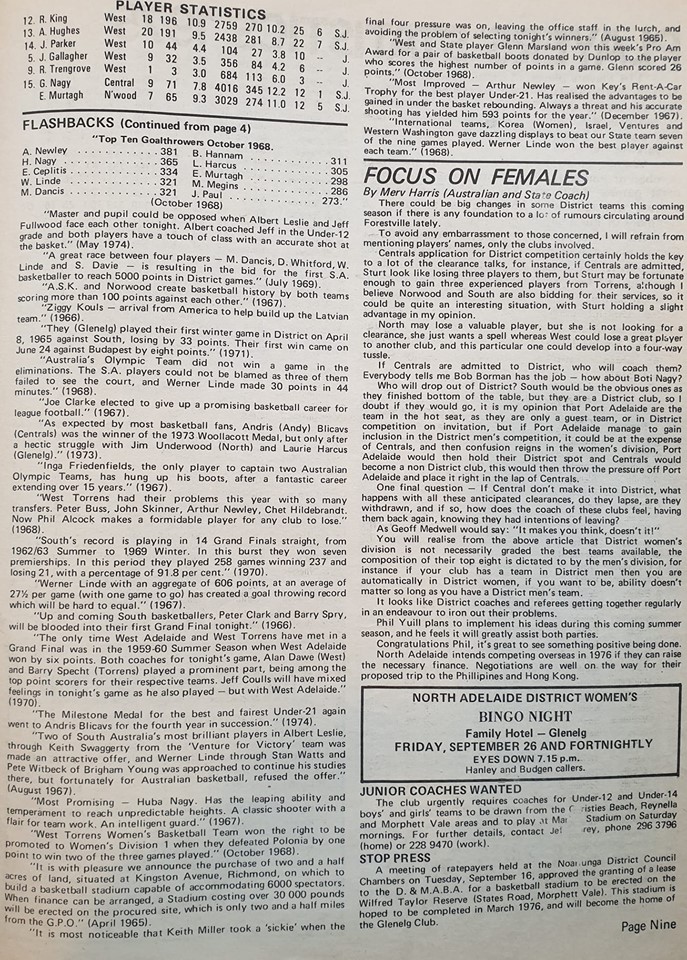 PLAYER STATISTICS
12. R. King West 18 196 10.9 2759 270 10.2 25 6 S.J.
13. A. Hughes West 20 191 9.5 2438 281 8.7 22 7 S.J.
14. J. Parker West 10 44 4.4 104 27 3.8 10 -- J.
5. J. Gallagher West 9 32 3.5 356 84 4.2 6 -- J.
9. R. Trengrove West 1 3 3.0 684 113 6.0 3 -- J.
15. G. Nagy Central 9 71 7.8 4016 345 12.2 12 1 S.J.
E. Murtagh N'wood 7 65 9.3 3029 274 11.0 12 5 S.J.
FLASHBACKS (Continued from page 4)
"Top Ten Goalthrowers October 1968.
A. Newley ........... 381
H. Nagy ........... 365
E. Ceplitis ........... 334
W. Linde ........... 321
M. Dancis ........... 321
B. Hannam ........... 311
L. Harcus ........... 305
E. Murtagh ........... 298
M. Megins ........... 286
J. Paul ........... 273."
(October 1968)
"Master and pupil could be opposed when Albert Leslie and Jeff
Fullwood face each other tonight. Albert coached Jeff in the Under-12
grade and both players have a touch of class with an accurate shot at
the basket." (May 1974).
"A great race between four players — M. Dancis, D. Whitford, W.
Linde and S. Davie — is resulting in the bid for the first S.A.
basketballer to reach 5000 points in District games." (July 1969).
"A.S.K. and Norwood create basketball history by both teams
scoring more than 100 points against each other." (1967).
"Ziggy Kouls — arrival from America to help build up the Latvian
team." (1966).
"They (Glenelg) played their first winter game in District on April
8, 1965 against South, losing by 33 points. Their first win came on
June 24 against Budapest by eight points." (1971).
"Australia's Olympic Team did not win a game in the
eliminations. The S.A. players could not be blamed as three of them
failed to see the court, and Werner Linde made 30 points in 44
minutes." (1968).
"Joe Clarke elected to give up a promising basketball career for
league football." (1967).
"As expected by most basketball fans, Andris (Andy) Blicavs
(Centrals) was the winner of the 1973 Woollacott Medal, but only after
a hectic struggle with Jim Underwood (North) and Laurie Harcus
(Glenelg)." (1973).
"Inga Friedenfields, the only player to captain two Australian
Olympic Teams, has hung up his boots, after a fantastic career
extending over 15 years." (1967).
"West Torrens had their problems this year with so many
transfers. Peter Buss, John Skinner, Arthur Newley, Chet Hildebrandt.
Now Phil Alcock makes a formidable player for any club to lose."
(1968).
"South's record is playing in 14 Grand Finals straight, from
1962/63 Summer to 1969 Winter. In this burst they won seven
premierships. In this period they played 258 games winning 237 and
losing 21, with a percentage of 91.8 per cent." (1970).
"Werner Linde with an aggregate of 606 points, at an average of
27½ per game (with one game to go) has created a goal throwing record
which will be hard to equal." (1967).
"Up and coming South basketballers, Peter Clark and Barry Spry,
will be blooded into their first Grand Final tonight." (1966).
"The only time West Adelaide and West Torrens have met in a
Grand Final was in the 1959-60 Summer Season when West Adelaide
won by six points. Both coaches for tonight's game, Alan Dawe (West)
and Barry Specht (Torrens) played a prominent part, being among the
top point scorers for their respective teams. Jeff Coulls will have mixed
feelings in tonight's game as he also played — but with West Adelaide."
(1970).
"The Milestone Medal for the best and fairest Under-21 again
went to Andris Blicavs for the fourth year in succession." (1974).
"Two of South Australia's most brilliant players in Albert Leslie,
through Keith Swaggerty from the 'Venture for Victory' team was
made an attractive offer, and Werner Linde through Stan Watts and
Pete Witbeck of Brigham Young was approached to continue his studies
there, but fortunately for Australian basketball, refused the offer."
(August 1967).
"Most Promising — Huba Nagy. Has the leaping ability and
temperament to reach unpredictable heights. A classic shooter with a
flair for team work. An intelligent guard." (1967).
"West Torrens Women's Basketball Team won the right to be
promoted to Women's Division 1 when they defeated Polonia by one
point to win two of the three games played." (October 1968).
"It is with pleasure we announce the purchase of two and a half
acres of land, situated at Kingston Avenue, Richmond, on which to
build a basketball stadium capable of accommodating 6000 spectators.
When finance can be arranged, a Stadium costing over 30 000 pounds
will be erected on the procured site, which is only two and a half miles
from the G.P.O." (April 1965).
"It is most noticeable that Keith Miller took a 'sickie' when the
final four pressure was on, leaving the office staff in the lurch, and
avoiding the problem of selecting tonight's winners." (August 1965).
"West and State player Glenn Marsland won this week's Pro Am
Award for a pair of basketball boots donated by Dunlop to the player
who scores the highest number of points in a game. Glenn scored 26
points." (October 1968).
"Most Improved — Arthur Newley — won Key's Rent-A-Car
Trophy for the best player Under-21. Has realised the advantages to be
gained in under the basket rebounding. Always a threat and his accurate
shooting has yielded him 593 points for the year." (December 1967).
"International teams, Korea (Women), Israel, Ventures and
Western Washington gave dazzling displays to beat our State team seven
of the nine games played. Werner Linde won the best player against
each team." (1968).
FOCUS ON FEMALES
By Merv Harris (Australian and State Coach)
There could be big changes in some District teams this coming
season if there is any foundation to a lot of rumours circulating around
Forestville lately.
To avoid any embarrassment to those concerned, I will refrain from
mentioning players' names, only the clubs involved.
Centrals application for District competition certainly holds the key
to a lot of the clearance talks, for instance, if Centrals are admitted,
Sturt look like losing three players to them, but Sturt may be fortunate
enough to gain three experienced players from Torrens, although I
believe Norwood and South are also bidding for their services, so it
could be quite an interesting situation, with Sturt holding a slight
advantage in my opinion.
North may lose a valuable player, but she is not looking for a
clearance, she just wants a spell whereas West could lose a great player
to another club, and this particular one could develop into a four-way
tussle.
If Centrals are admitted to District, who will coach them?
Everybody tells me Bob Borman has the job — how about Boti Nagy?
Who will drop out of District? South would be the obvious ones as
they finished bottom of the table, but they are a District club, so I
doubt if they would go, it is my opinion that Port Adelaide are the
team in the hot seat, as they are only a guest team, or in District
competition on invitation, but if Port Adelaide manage to gain
inclusion in the District men's competition, it could be at the expense
of Centrals, and then confusion reigns in the women's division, Port
Adelaide would then hold their District spot and Centrals would
become a non District club, this would then throw the pressure off Port
Adelaide and place it right in the lap of Centrals.
One final question — If Central don't make it into District, what
happens with all these anticipated clearances, do they lapse, are they
withdrawn, and if so, how does the coach of these clubs feel, having
them back again, knowing they had intentions of leaving?
As Geoff Medwell would say: "It makes you think, doesn't it!"
You will realise from the above article that District women's
division is not necessarily graded the best teams available, the
composition of their top eight is dictated to by the men's division, for
instance if your club has a team in District men then you are
automatically in District women, if you want to be, ability doesn't
matter so long as you have a District men's team.
It looks like District coaches and referees getting together regularly
in an endeavour to iron out their problems.
Phil Yuill plans to implement his ideas during this coming summer
season, and he feels it will greatly assist both parties.
Congratulations Phil, it's great to see something positive being done.
North Adelaide intends competing overseas in 1976 if they can raise
the necessary finance. Negotiations are well on the way for their
proposed trip to the Phillipines and Hong Kong.
NORTH ADELAIDE DISTRICT WOMEN'S
BINGO NIGHT
Family Hotel — Glenelg
FRIDAY, SEPTEMBER 26 AND FORTNIGHTLY
EYES DOWN 7.15 p.m.
Hanley and Budgen callers.
JUNIOR COACHES WANTED
The club urgently requires coaches for Under-12 and Under-14
boys' and girls' teams to be drawn from the risties Beach, Reynella
and Morphett Vale areas and to play at Mar Stadium on Saturday
mornings. For further details, contact Je rey, phone 296 3796
(home) or 228 9470 (work).
STOP PRESS
A meeting of ratepayers held at the Noarlunga District Council
Chambers on Tuesday, September 16, approved the granting of a lease
to the D. & M.A.B.A. for a basketball stadium to be erected on the
Wilfred Taylor Reserve (States Road, Morphett Vale). This stadium is
hoped to be completed in March 1976, and will become the home of
the Glenelg Club.
Page Nine